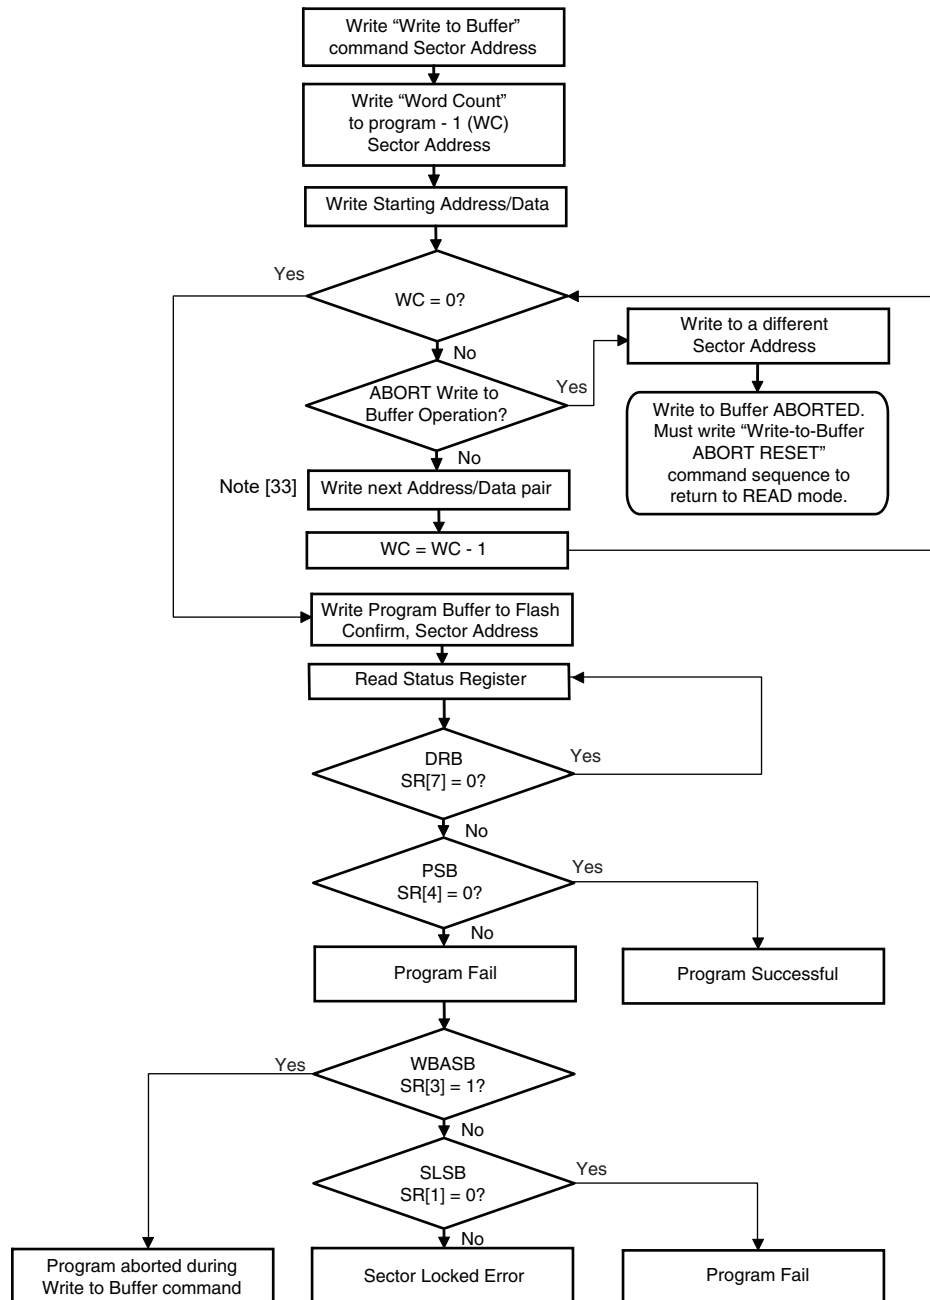 Write “Write to Buffer”
command Sector Address
Write “Word Count”
to program - 1 (WC)
Sector Address
Write Starting Address/Data
Yes
WC = 0?
No
Write to a different
Sector Address
ABORT Write to
Buffer Operation?
Yes
Write to Buffer ABORTED.
Must write “Write-to-Buffer
ABORT RESET”
command sequence to
return to READ mode.
No
Note [33]
Write next Address/Data pair
WC = WC - 1
Write Program Buffer to Flash
Confirm, Sector Address
Read Status Register
DRB
SR[7] = 0?
Yes
No
PSB
SR[4] = 0?
Yes
No
Program Fail
Program Successful
Yes
WBASB
SR[3] = 1?
No
SLSB
SR[1] = 0?
Yes
No
Program aborted during
Write to Buffer command
Sector Locked Error
Program Fail